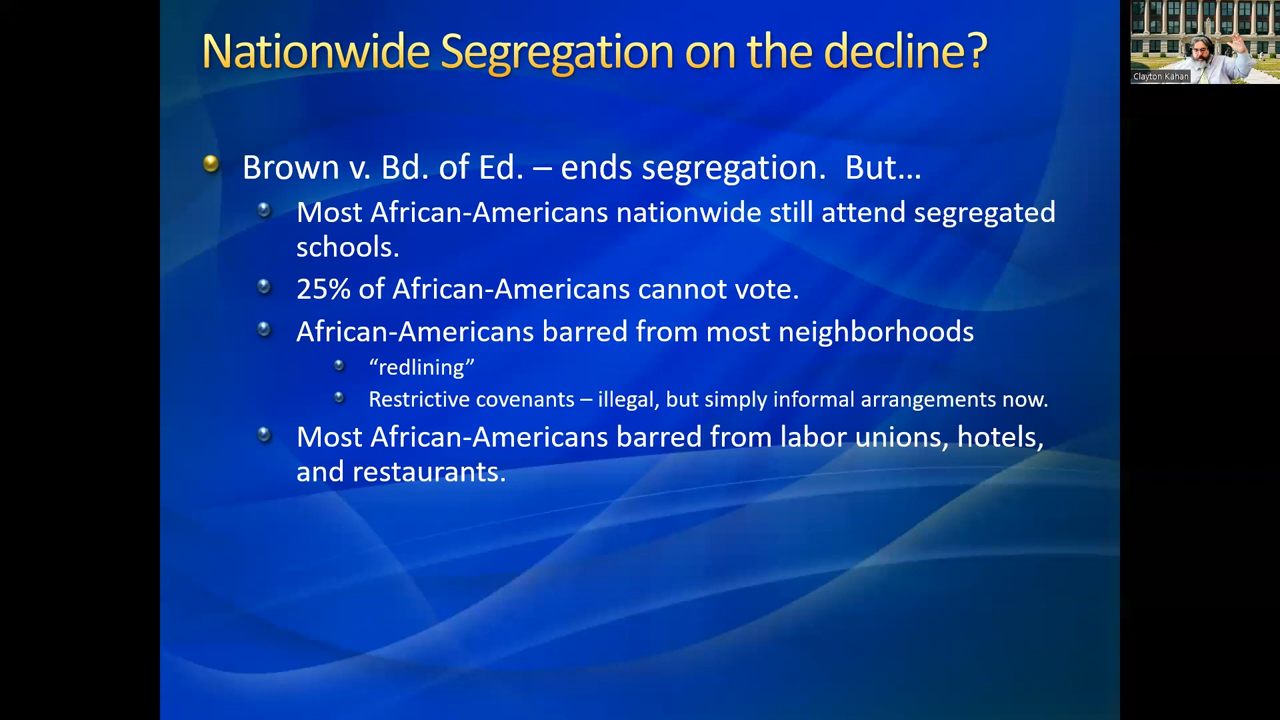 Nationwide Segregation on the decline?
Clayton Kahan
Brown v. Bd. of Ed. – ends segregation.  But…
Most African-Americans nationwide still attend segregated
schools.
25% of African-Americans cannot vote.
African-Americans barred from most neighborhoods
“redlining”
Restrictive covenants – illegal, but simply informal arrangements now.
Most African-Americans barred from labor unions, hotels,
and restaurants.